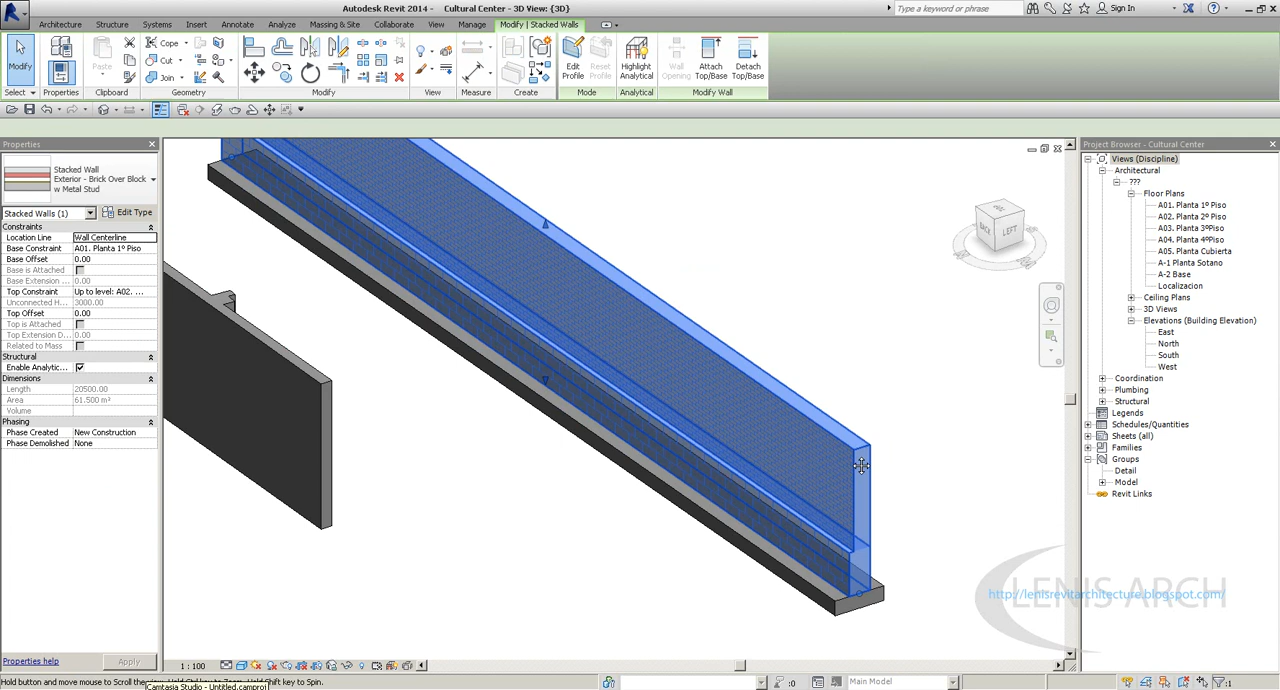 Autodesk Revit 2014 - Cultural Center - 3D View: {3D}
Type a keyword or phrase
Sign In
Architecture Structure Systems Insert Annotate Analyze Massing & Site Collaborate View Manage Modify | Stacked Walls
Modify
Select
Properties
Paste
Clipboard
Cope
Cut
Join
Geometry
Modify
View
Measure
Create
Edit Profile
Reset Profile
Mode
Highlight Analytical
Analytical
Wall Opening
Attach Top/Base
Detach Top/Base
Modify Wall
Properties
Stacked Wall
Exterior - Brick Over Block
w Metal Stud
Stacked Walls (1)
Edit Type
Constraints
Location Line Wall Centerline
Base Constraint A01. Planta 1º Piso
Base Offset 0.00
Base is Attached
Base Extension ... 0.00
Top Constraint Up to level: A02. ...
Unconnected H... 3000.00
Top Offset 0.00
Top is Attached
Top Extension D... 0.00
Related to Mass
Structural
Enable Analytic...
Dimensions
Length 20500.00
Area 61.500 m²
Volume
Phasing
Phase Created New Construction
Phase Demolished None
Properties help
Apply
BACK
LEFT
Project Browser - Cultural Center
Views (Discipline)
Architectural
???
Floor Plans
A01. Planta 1º Piso
A02. Planta 2º Piso
A03. Planta 3ºPiso
A04. Planta 4ºPiso
A05. Planta Cubierta
A-1 Planta Sotano
A-2 Base
Localizacion
Ceiling Plans
3D Views
Elevations (Building Elevation)
East
North
South
West
Coordination
Plumbing
Structural
Legends
Schedules/Quantities
Sheets (all)
Families
Groups
Detail
Model
Revit Links
LENIS ARCH
http://lenisrevitarchitecture.blogspot.com/
1 : 100
Camtasia Studio - Untitled.camproj
:0
Main Model
:1